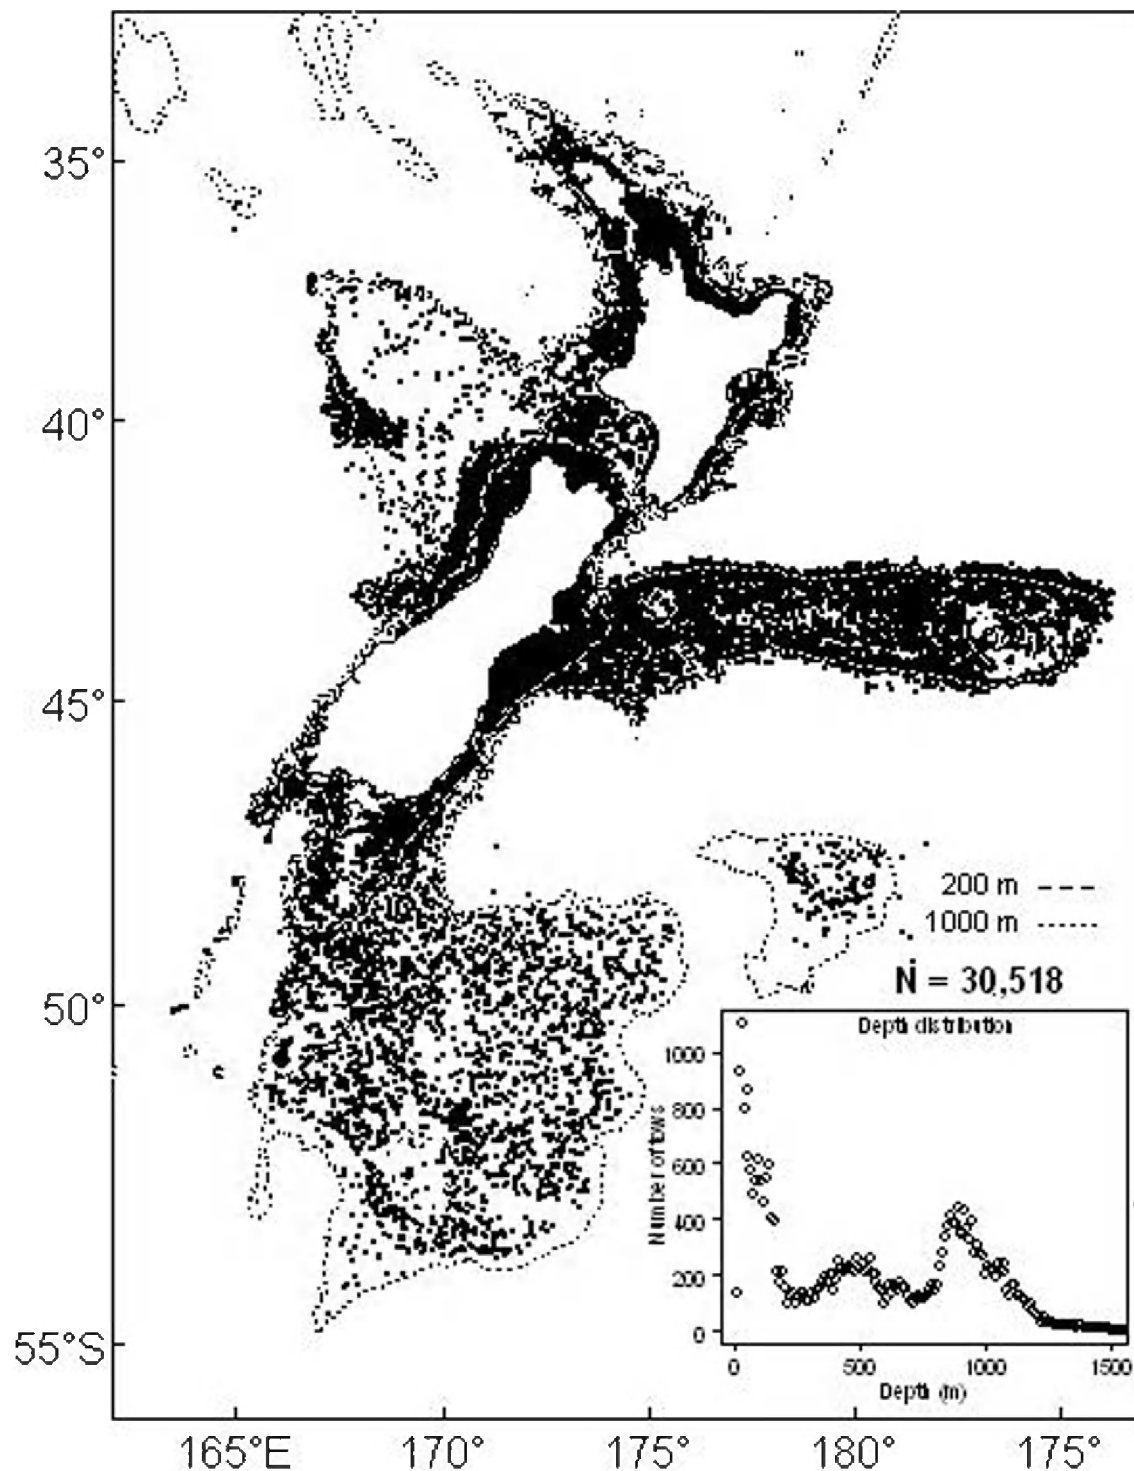 35°
40°
45°
50°
55°S
165°E
170°
175°
180°
175°
200 m
1000 m
N = 30,518
Depth distribution
Number of tows
1000
800
600
400
200
0
0
500
1000
1500
Depth (m)